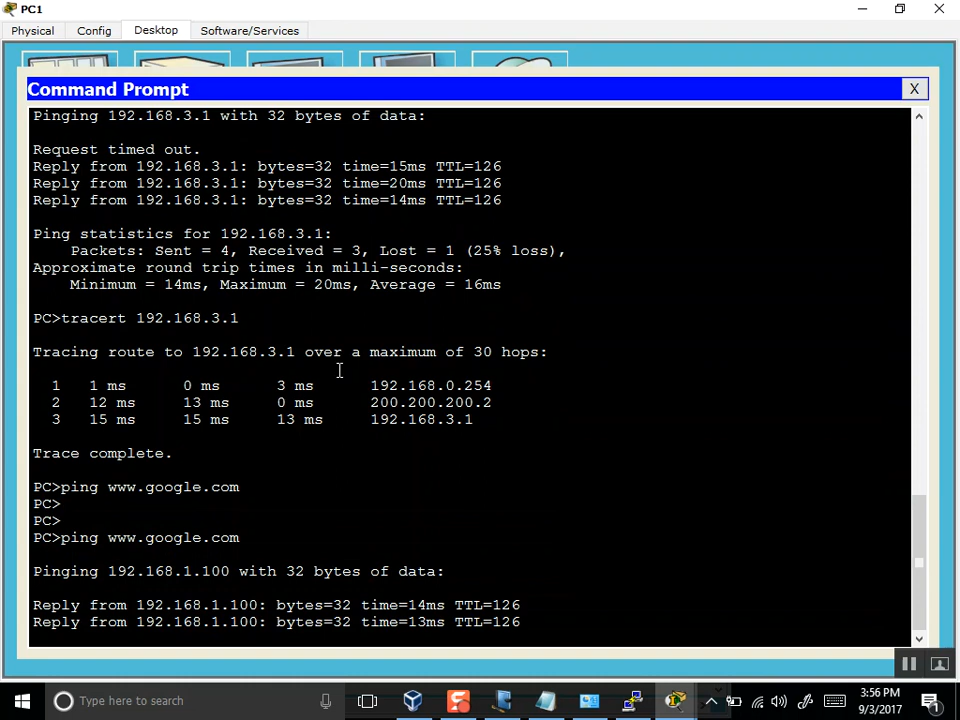 PC1
Physical Config Desktop Software/Services
Command Prompt X
Pinging 192.168.3.1 with 32 bytes of data:
Request timed out.
Reply from 192.168.3.1: bytes=32 time=15ms TTL=126
Reply from 192.168.3.1: bytes=32 time=20ms TTL=126
Reply from 192.168.3.1: bytes=32 time=14ms TTL=126
Ping statistics for 192.168.3.1:
Packets: Sent = 4, Received = 3, Lost = 1 (25% loss),
Approximate round trip times in milli-seconds:
Minimum = 14ms, Maximum = 20ms, Average = 16ms
PC>tracert 192.168.3.1
Tracing route to 192.168.3.1 over a maximum of 30 hops:
1 1 ms 0 ms 3 ms 192.168.0.254
2 12 ms 13 ms 0 ms 200.200.200.2
3 15 ms 15 ms 13 ms 192.168.3.1
Trace complete.
PC>ping www.google.com
PC>
PC>
PC>ping www.google.com
Pinging 192.168.1.100 with 32 bytes of data:
Reply from 192.168.1.100: bytes=32 time=14ms TTL=126
Reply from 192.168.1.100: bytes=32 time=13ms TTL=126
Type here to search
3:56 PM
9/3/2017
1